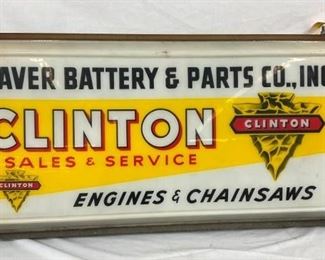 AVER BATTERY & PARTS CO., INC
CLINTON
SALES & SERVICE
CLINTON
CLINTON
ENGINES & CHAINSAWS